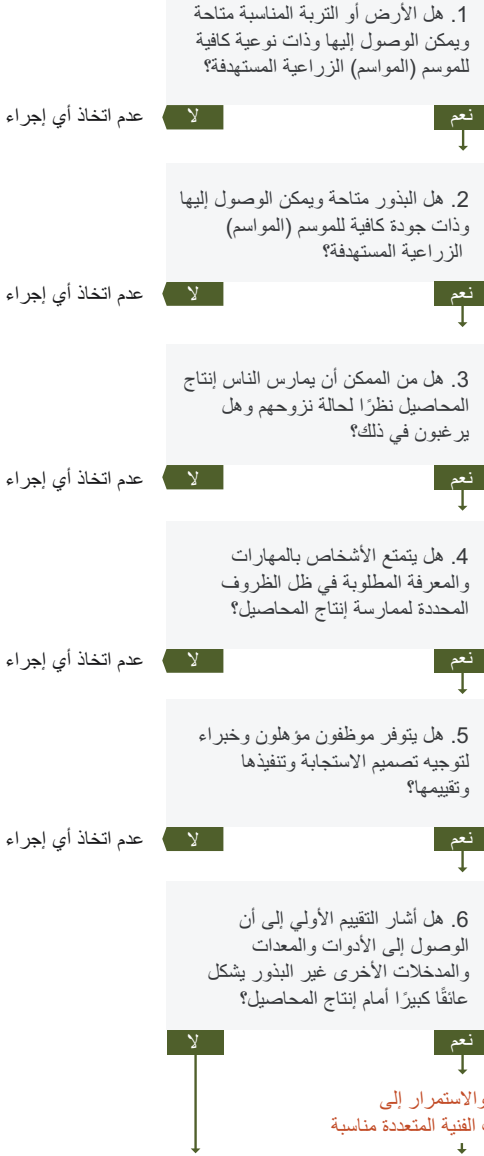 1. هل الأرض أو التربة المناسبة متاحة
ويمكن الوصول إليها وذات نوعية كافية
للموسم (المواسم) الزراعية المستهدفة؟
نعم
لا
عدم اتخاذ أي إجراء
2. هل البذور متاحة ويمكن الوصول إليها
وذات جودة كافية للموسم (المواسم)
الزراعية المستهدفة؟
نعم
لا
عدم اتخاذ أي إجراء
3. هل من الممكن أن يمارس الناس إنتاج
المحاصيل نظرًا لحالة نزوحهم وهل
يرغبون في ذلك؟
نعم
لا
عدم اتخاذ أي إجراء
4. هل يتمتع الأشخاص بالمهارات
والمعرفة المطلوبة في ظل الظروف
المحددة لممارسة إنتاج المحاصيل؟
نعم
لا
عدم اتخاذ أي إجراء
5. هل يتوفر موظفون مؤهلون وخبراء
لتوجيه تصميم الاستجابة وتنفيذها
وتقييمها؟
نعم
لا
عدم اتخاذ أي إجراء
6. هل أشار التقييم الأولي إلى أن
الوصول إلى الأدوات والمعدات
والمدخلات الأخرى غير البذور يشكل
عائقًا كبيرًا أمام إنتاج المحاصيل؟
نعم
لا
والاستمرار إلى
الفنية المتعددة مناسبة